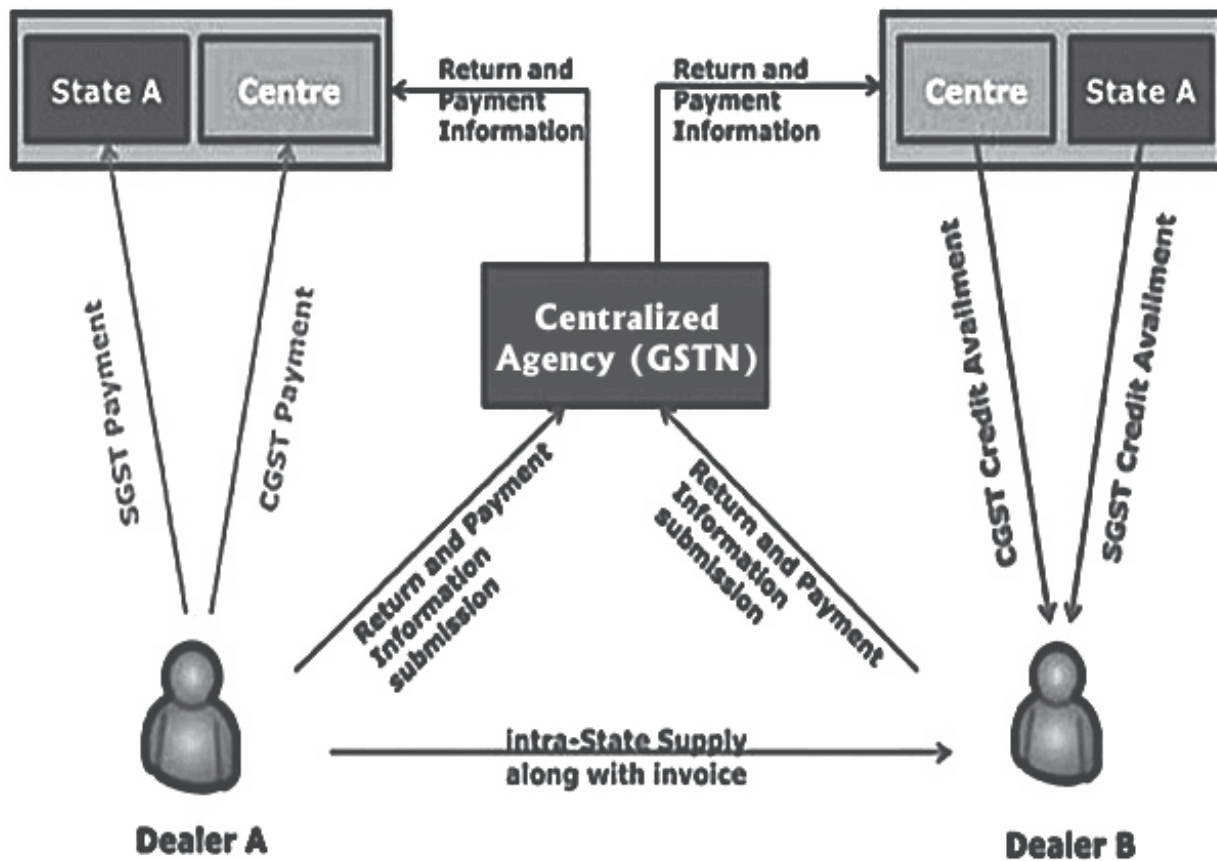 State A
Centre
Return and
Payment
Information
Return and
Payment
Information
Centre
State A
SGST Payment
CGST Payment
Centralized
Agency (GSTN)
CGST Credit Availment
SGST Credit Availment
Return and Payment
Information
submission
Return and Payment
Information
submission
intra-State Supply
along with invoice
Dealer A
Dealer B